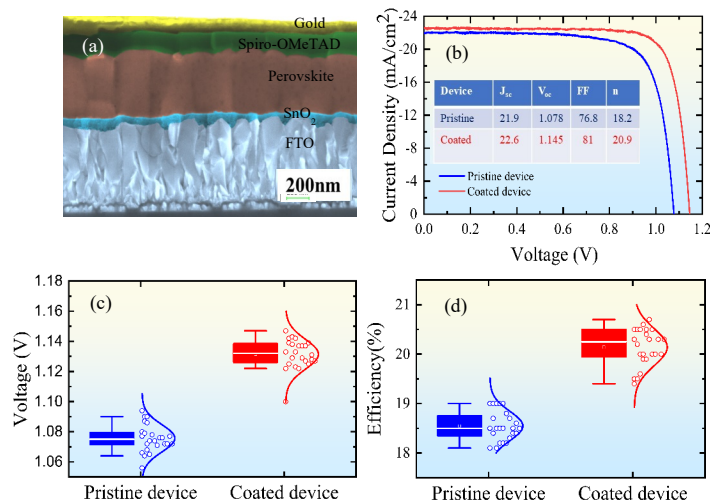 (a)
Gold
Spiro-OMeTAD
Perovskite
SnO2
FTO
200nm
(b)
Current Density (mA/cm2)
-24
-20
-16
-12
-8
-4
0
Device Jsc Voc FF n
Pristine 21.9 1.078 76.8 18.2
Coated 22.6 1.145 81 20.9
Pristine device
Coated device
0.0 0.2 0.4 0.6 0.8 1.0 1.2
Voltage (V)
(c)
Voltage (V)
1.18
1.16
1.14
1.12
1.10
1.08
1.06
Pristine device Coated device
(d)
Efficiency(%)
21
20
19
18
Pristine device Coated device